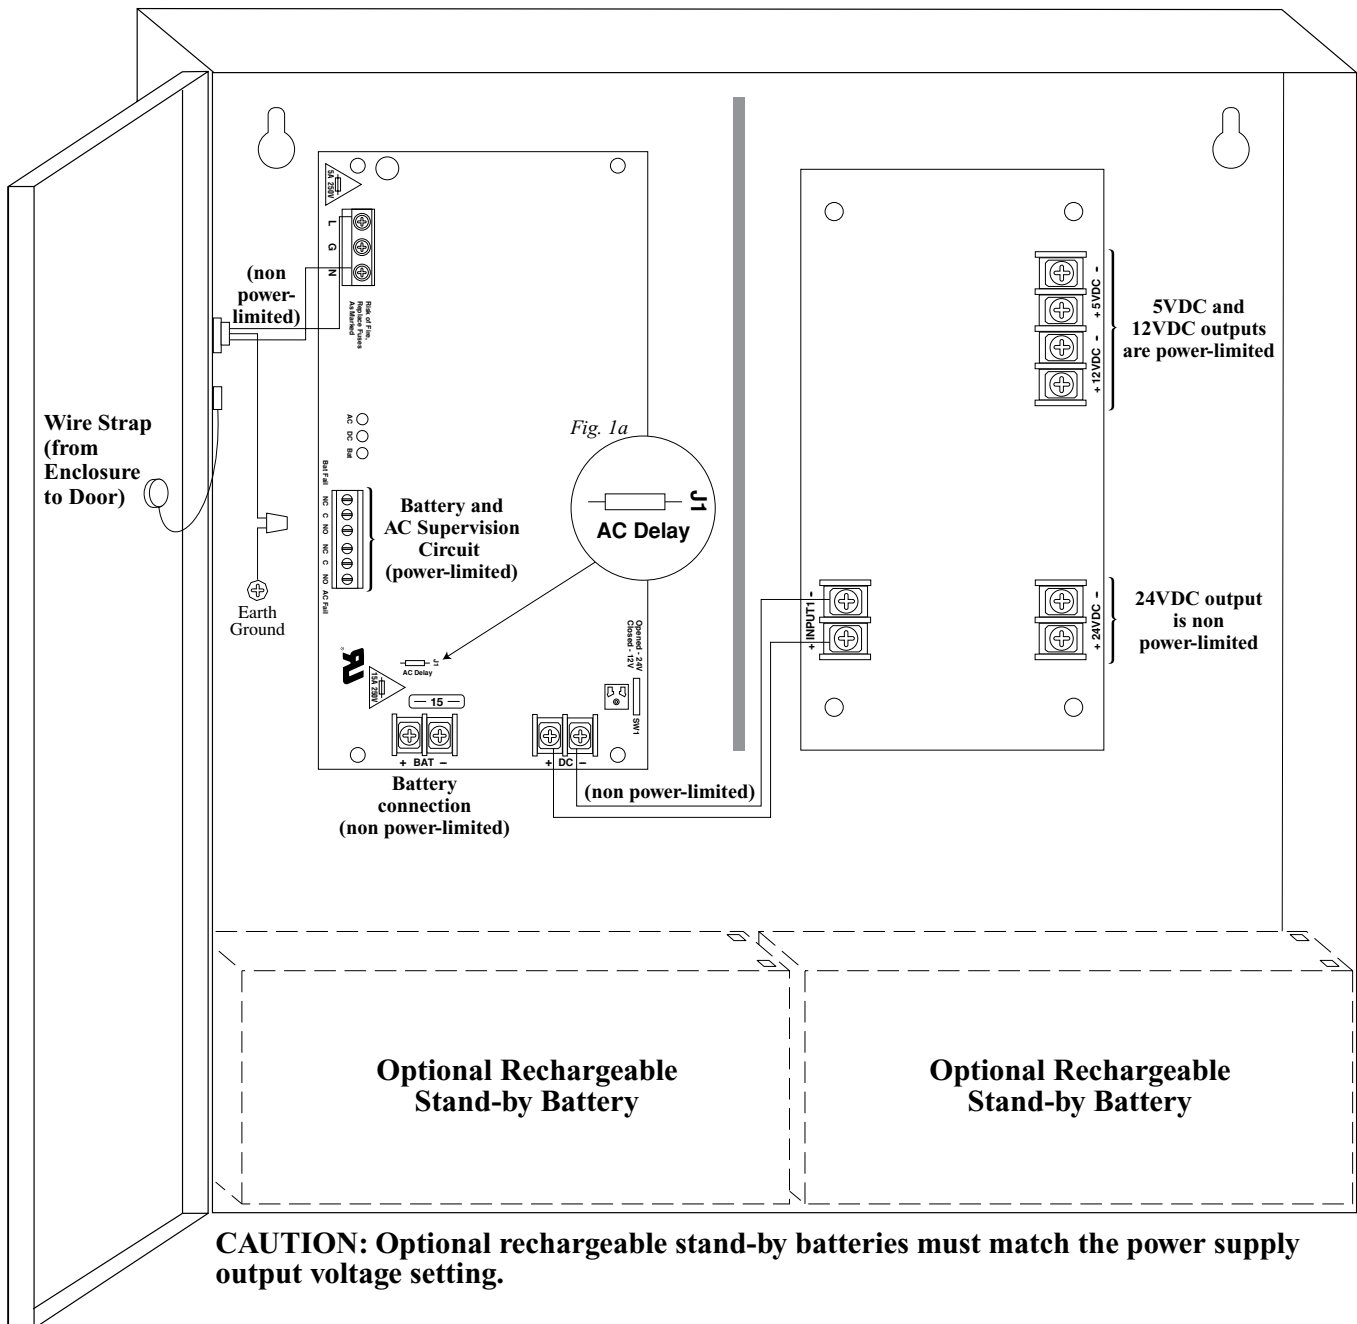 5A 250V
L
G
N
(non
power-
limited)
Risk of Fire,
Replace Fuses
As Marked
- 5VDC +
- 12VDC +
5VDC and
12VDC outputs
are power-limited
Wire Strap
(from
Enclosure
to Door)
AC
DC
Bat
Fig. 1a
J1
AC Delay
Bat Fail
NC
C
NO
NC
C
NO
AC Fail
Battery and
AC Supervision
Circuit
(power-limited)
Earth
Ground
+ INPUT1 -
+ 24VDC -
24VDC output
is non
power-limited
Opened - 24V
Closed - 12V
SW1
J1
AC Delay
15A 250V
— 15 —
+ BAT –
+ DC –
Battery
connection
(non power-limited)
(non power-limited)
Optional Rechargeable
Stand-by Battery
Optional Rechargeable
Stand-by Battery
CAUTION: Optional rechargeable stand-by batteries must match the power supply
output voltage setting.